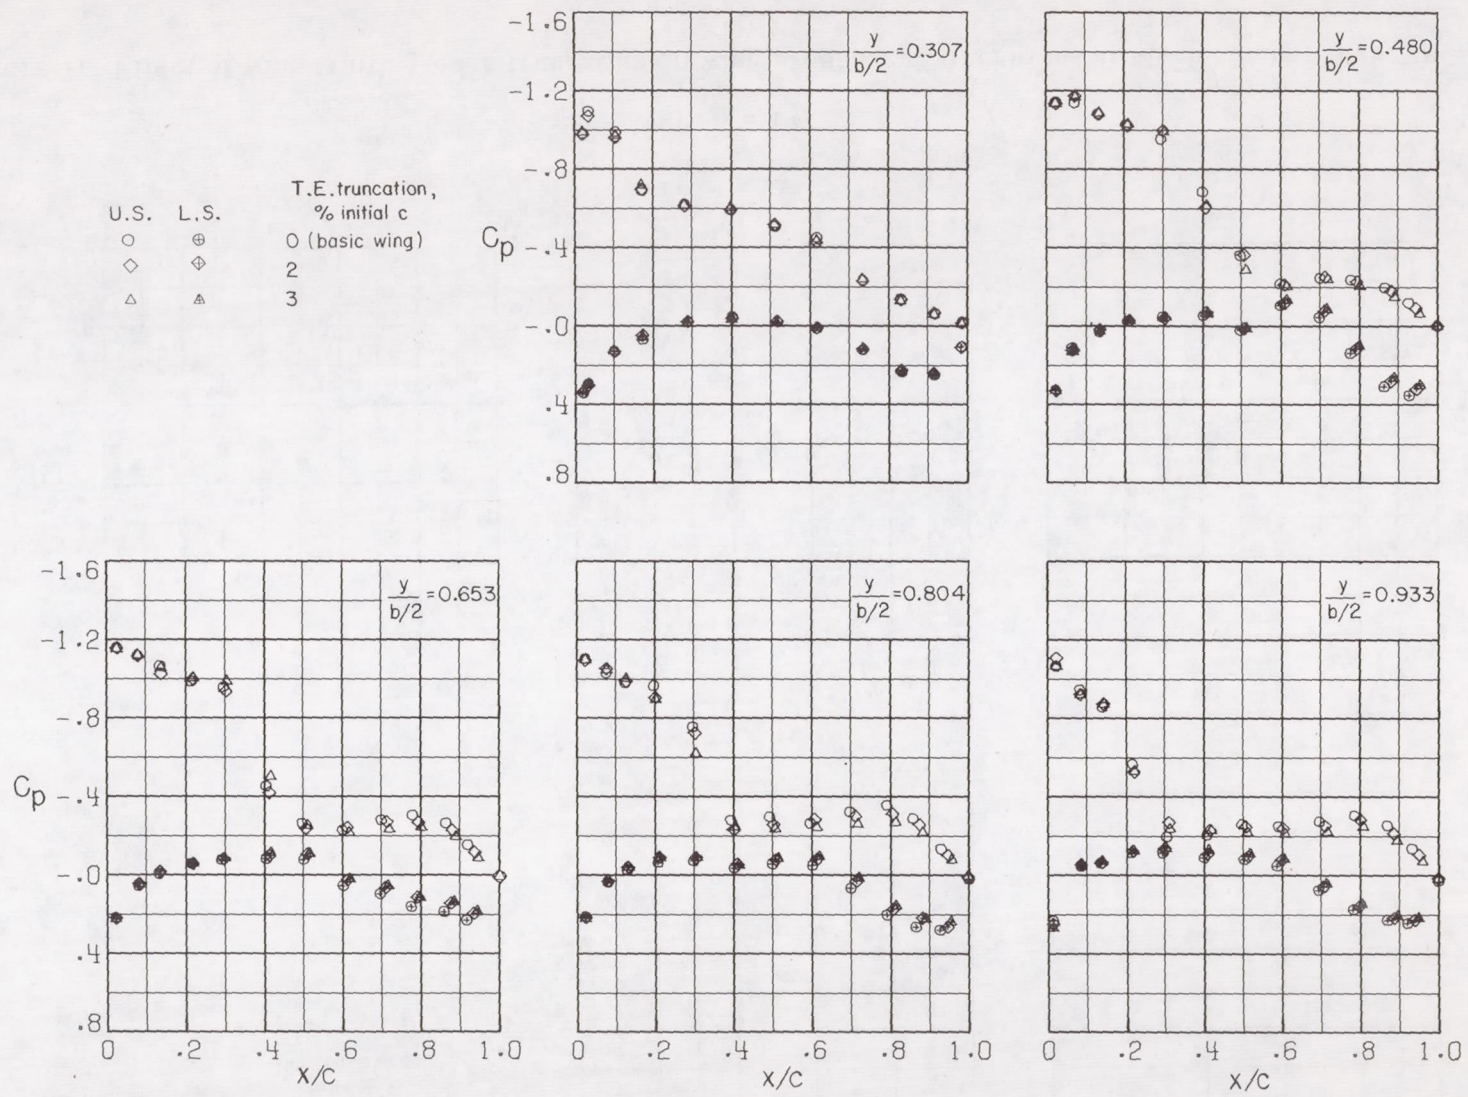 -1.6
y/b/2 =0.307
-1.2
-.8
Cp -.4
-.0
.4
.8
y/b/2 =0.480
T.E. truncation,
U.S. L.S. % initial c
0 (basic wing)
2
3
-1.6
y/b/2 =0.653
-1.2
-.8
Cp -.4
-.0
.4
.8
0 .2 .4 .6 .8 1.0
X/C
y/b/2 =0.804
0 .2 .4 .6 .8 1.0
X/C
y/b/2 =0.933
0 .2 .4 .6 .8 1.0
X/C